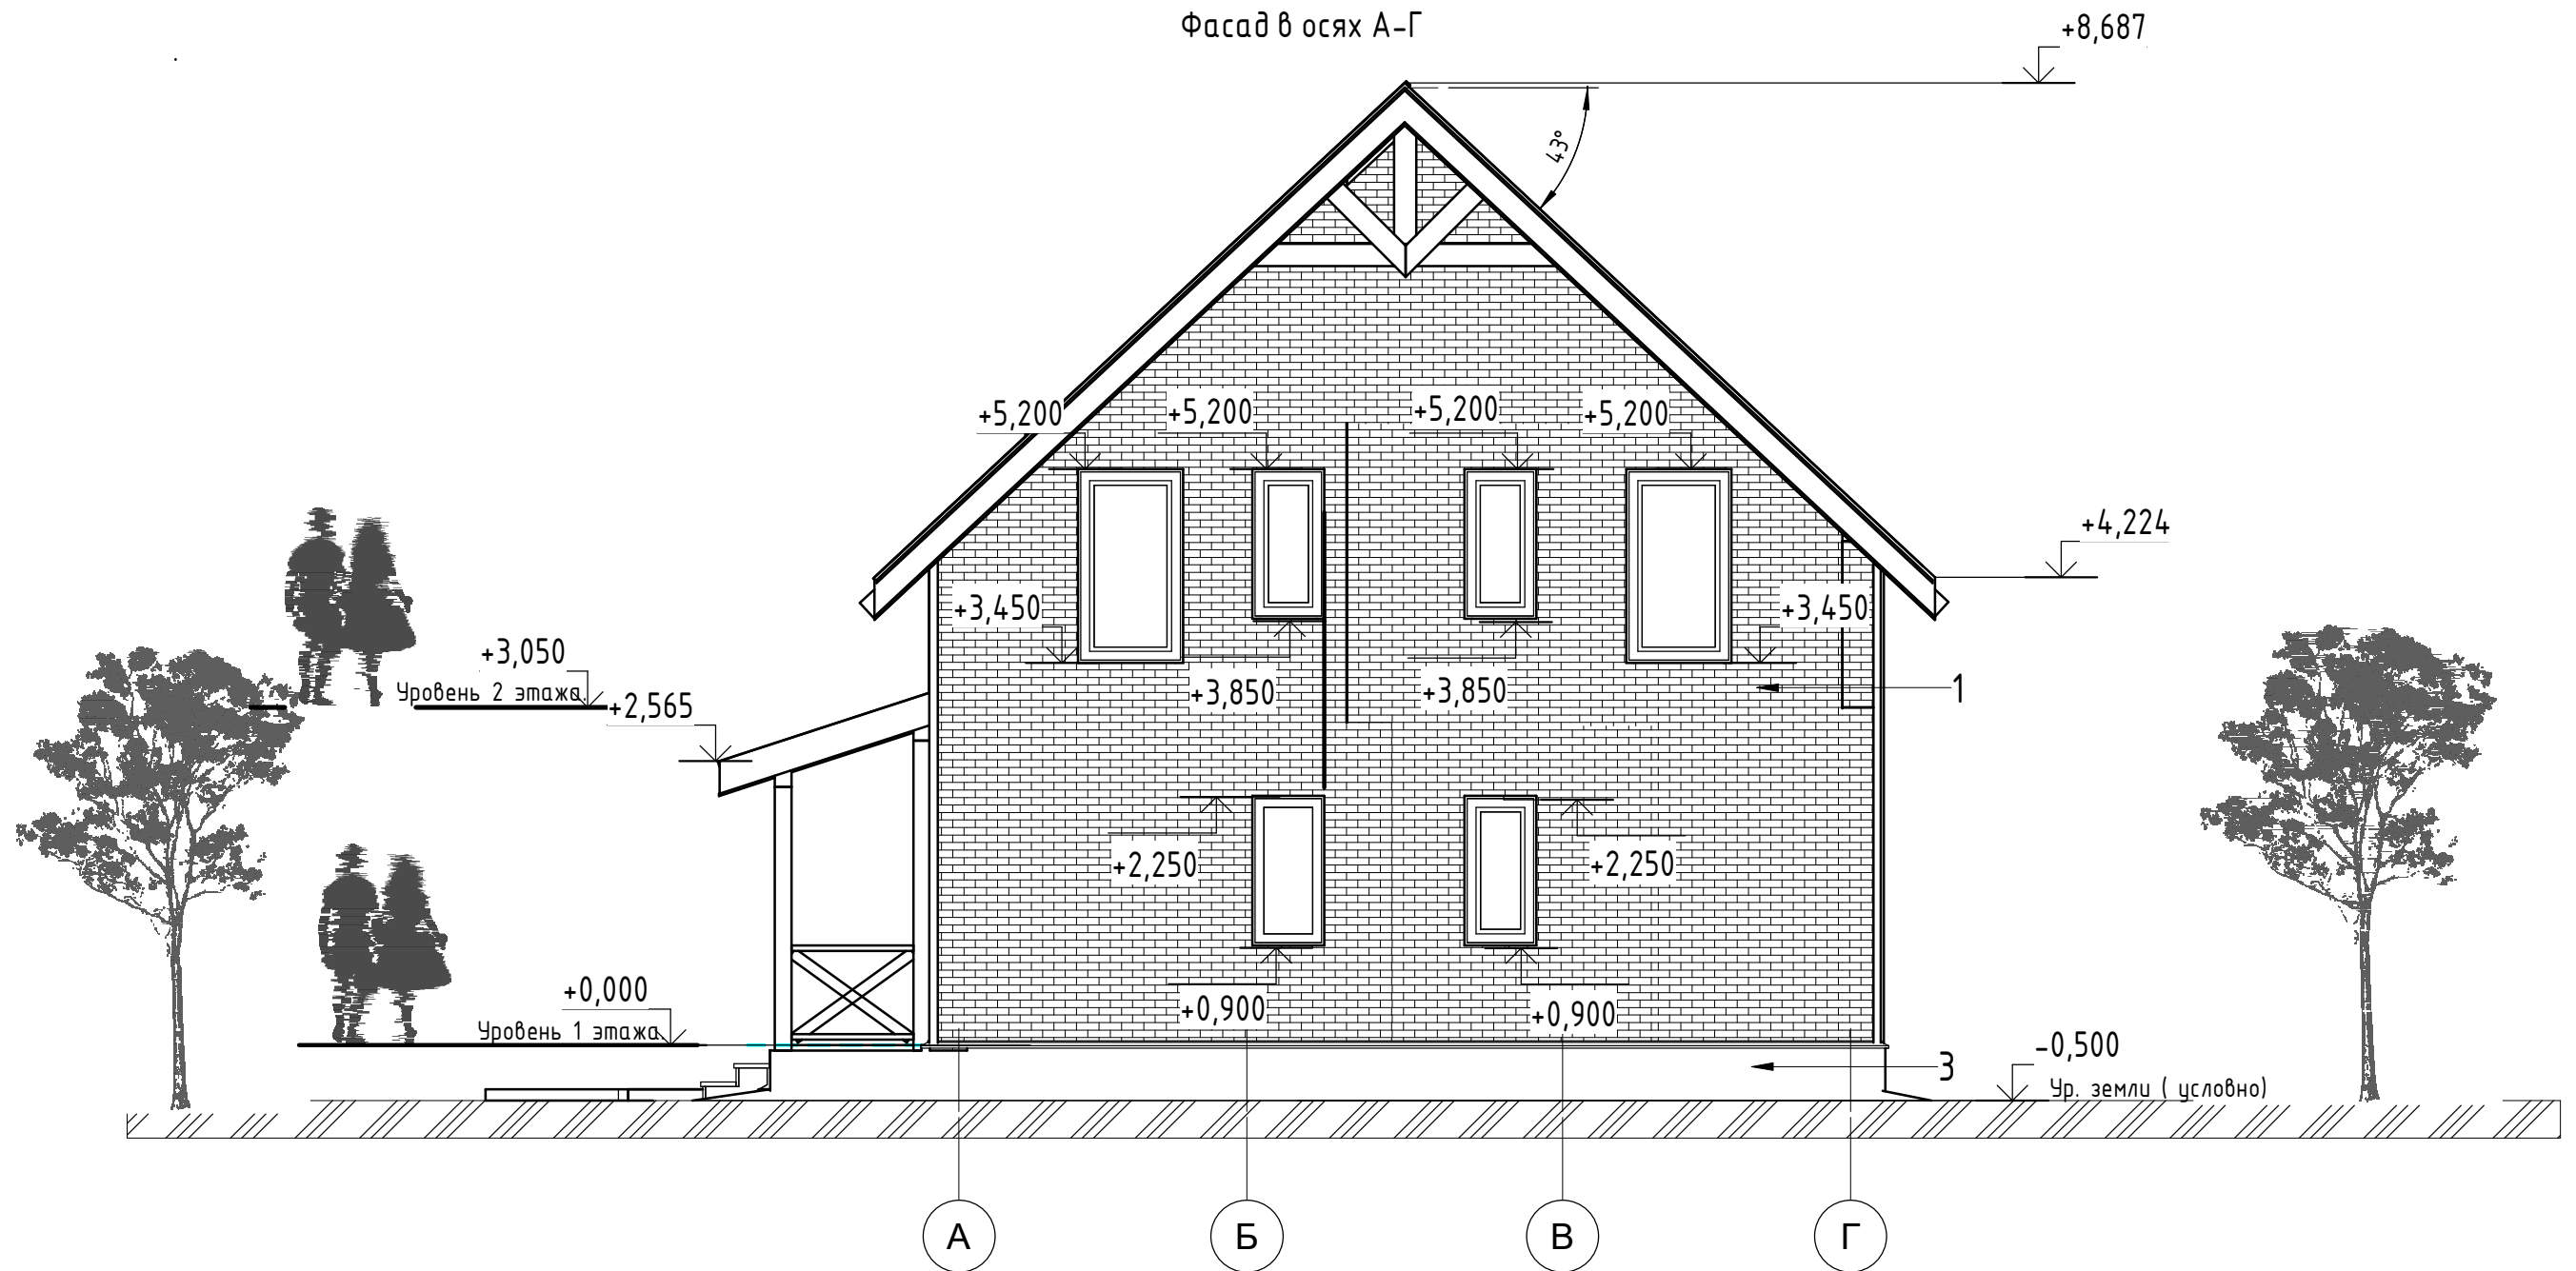 Фасад в осях А-Г
+8,687
43°
+5,200
+5,200
+5,200
+5,200
+4,224
+3,450
+3,450
+3,050
Уровень 2 этажа
+2,565
+3,850
+3,850
1
+2,250
+2,250
+0,000
Уровень 1 этажа
+0,900
+0,900
-0,500
3
Ур. земли ( условно)
А
Б
В
Г